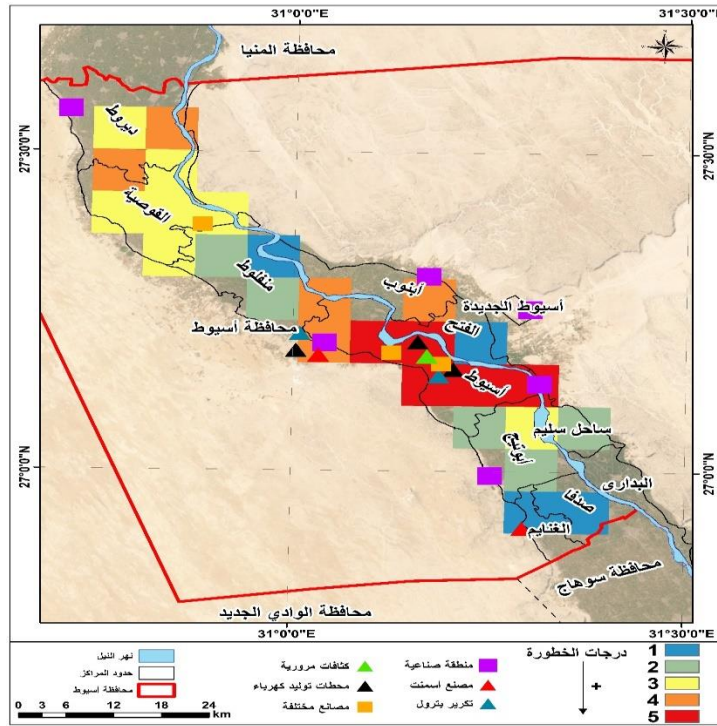 31°0'0"E
31°30'0"E
محافظة المنيا
27°30'0"N
27°30'0"N
ديروط
القوصية
منفلوط
أبنوب
أسيوط الجديدة
الفتح
محافظة أسيوط
أسيوط
ساحل سليم
أبوتيج
27°0'0"N
27°0'0"N
البدارى
صدفا
الغنايم
محافظة سوهاج
محافظة الوادي الجديد
31°0'0"E
31°30'0"E
درجات الخطورة
+
1
2
3
4
5
منطقة صناعية
مصنع أسمنت
تكرير بترول
كثافات مرورية
محطات توليد كهرباء
مصانع مختلفة
نهر النيل
حدود المراكز
محافظة أسيوط
0 3 6 12 18 24
km